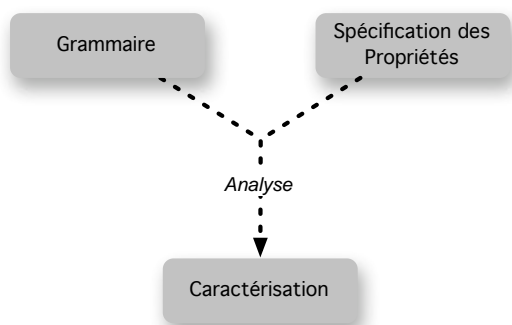 Grammaire
Spécification des
Propriétés
Analyse
Caractérisation